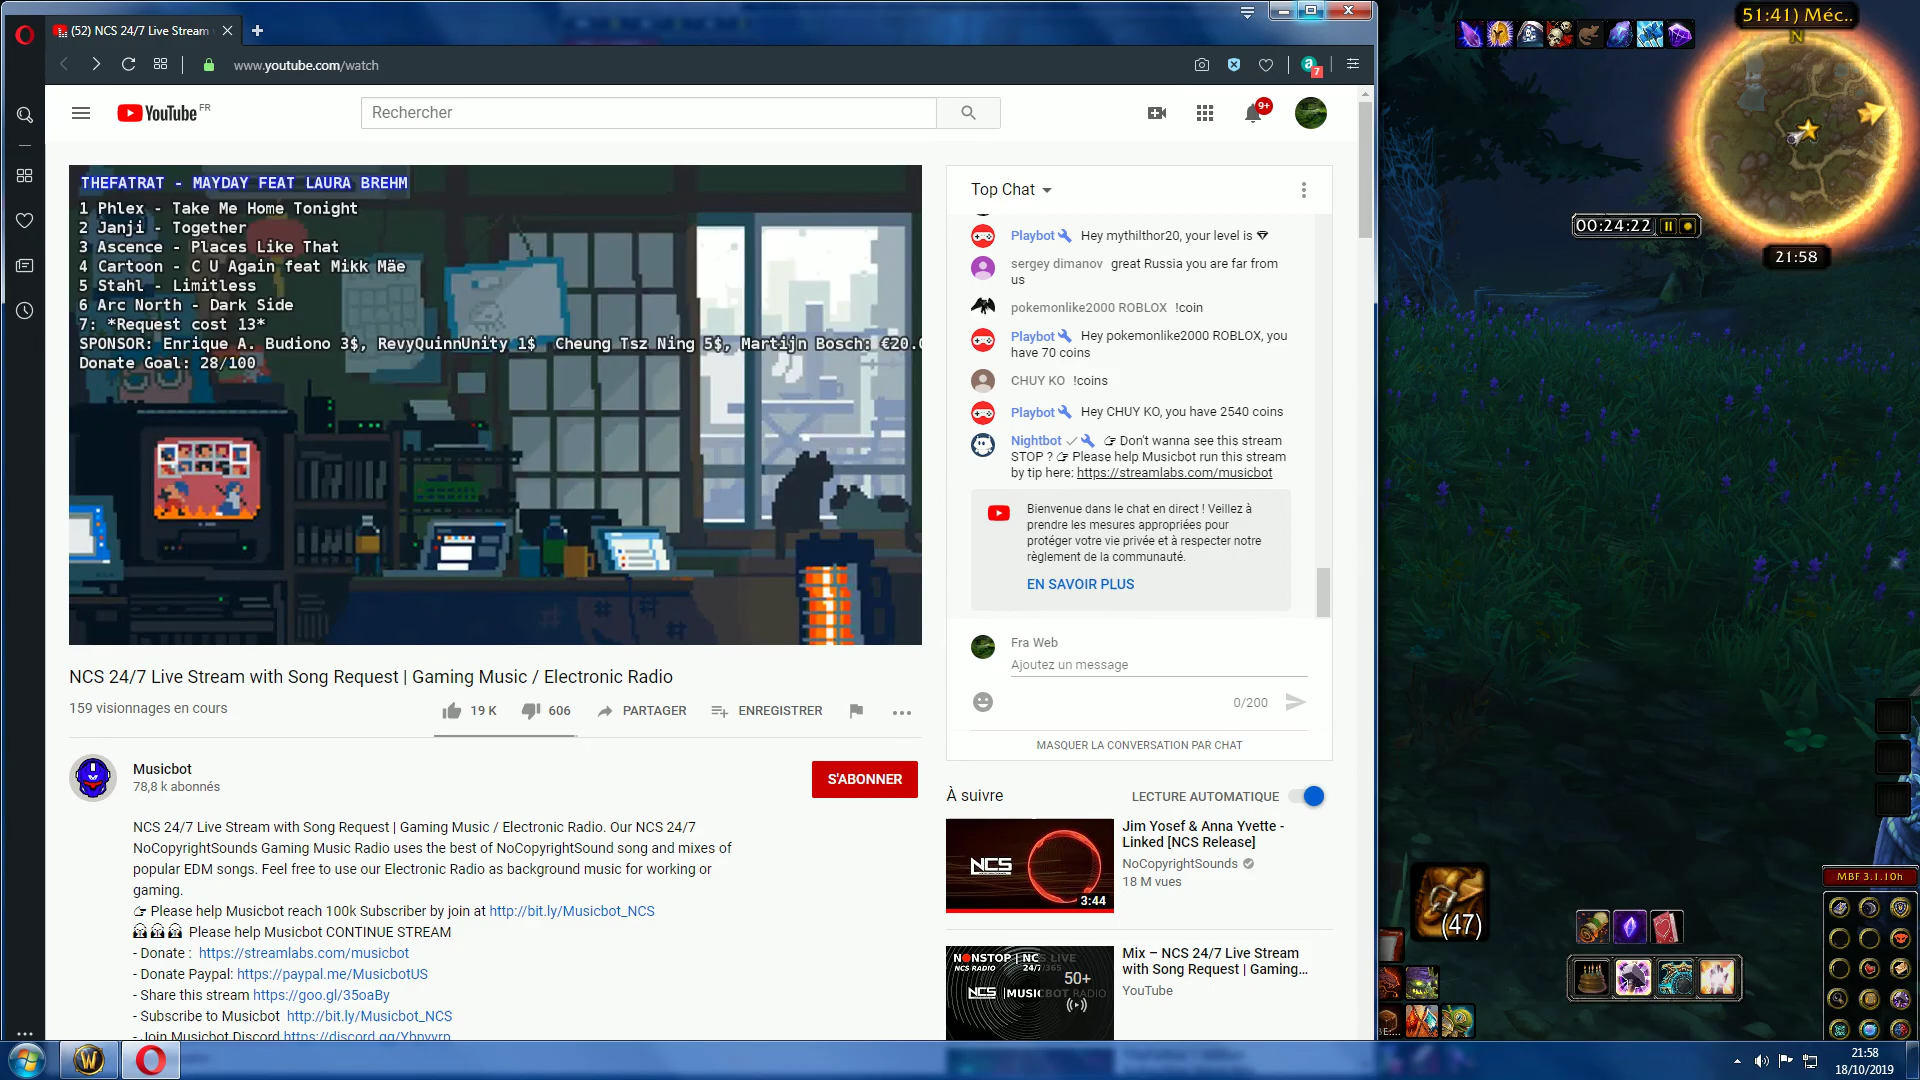 (52) NCS 24/7 Live Stream
www.youtube.com/watch
7
YouTube FR
Rechercher
9+
THEFATRAT - MAYDAY FEAT LAURA BREHM
1 Phlex - Take Me Home Tonight
2 Janji - Together
3 Ascence - Places Like That
4 Cartoon - C U Again feat Mikk Mäe
5 Stahl - Limitless
6 Arc North - Dark Side
7: *Request cost 13*
SPONSOR: Enrique A. Budiono 3$, RevyQuinnUnity 1$ Cheung Tsz Ning 5$, Martijn Bosch: €20.0
Donate Goal: 28/100
NCS 24/7 Live Stream with Song Request | Gaming Music / Electronic Radio
159 visionnages en cours
19 K
606
PARTAGER
ENREGISTRER
Musicbot
78,8 k abonnés
S'ABONNER
NCS 24/7 Live Stream with Song Request | Gaming Music / Electronic Radio. Our NCS 24/7
NoCopyrightSounds Gaming Music Radio uses the best of NoCopyrightSound song and mixes of
popular EDM songs. Feel free to use our Electronic Radio as background music for working or
gaming.
Please help Musicbot reach 100k Subscriber by join at http://bit.ly/Musicbot_NCS
Please help Musicbot CONTINUE STREAM
- Donate : https://streamlabs.com/musicbot
- Donate Paypal: https://paypal.me/MusicbotUS
- Share this stream https://goo.gl/35oaBy
- Subscribe to Musicbot http://bit.ly/Musicbot_NCS
- Join Musicbot Discord https://discord.gg/Yhpvvrp
Top Chat
Playbot Hey mythilthor20, your level is
sergey dimanov great Russia you are far from
us
pokemonlike2000 ROBLOX !coin
Playbot Hey pokemonlike2000 ROBLOX, you
have 70 coins
CHUY KO !coins
Playbot Hey CHUY KO, you have 2540 coins
Nightbot Don't wanna see this stream
STOP ? Please help Musicbot run this stream
by tip here: https://streamlabs.com/musicbot
Bienvenue dans le chat en direct ! Veillez à
prendre les mesures appropriées pour
protéger votre vie privée et à respecter notre
règlement de la communauté.
EN SAVOIR PLUS
Fra Web
Ajoutez un message
0/200
MASQUER LA CONVERSATION PAR CHAT
À suivre
LECTURE AUTOMATIQUE
NCS
3:44
Jim Yosef & Anna Yvette -
Linked [NCS Release]
NoCopyrightSounds
18 M vues
50+
Mix – NCS 24/7 Live Stream
with Song Request | Gaming...
YouTube
51:41) Méc..
N
00:24:22
21:58
MBF 3.1.10h
(47)
21:58
18/10/2019